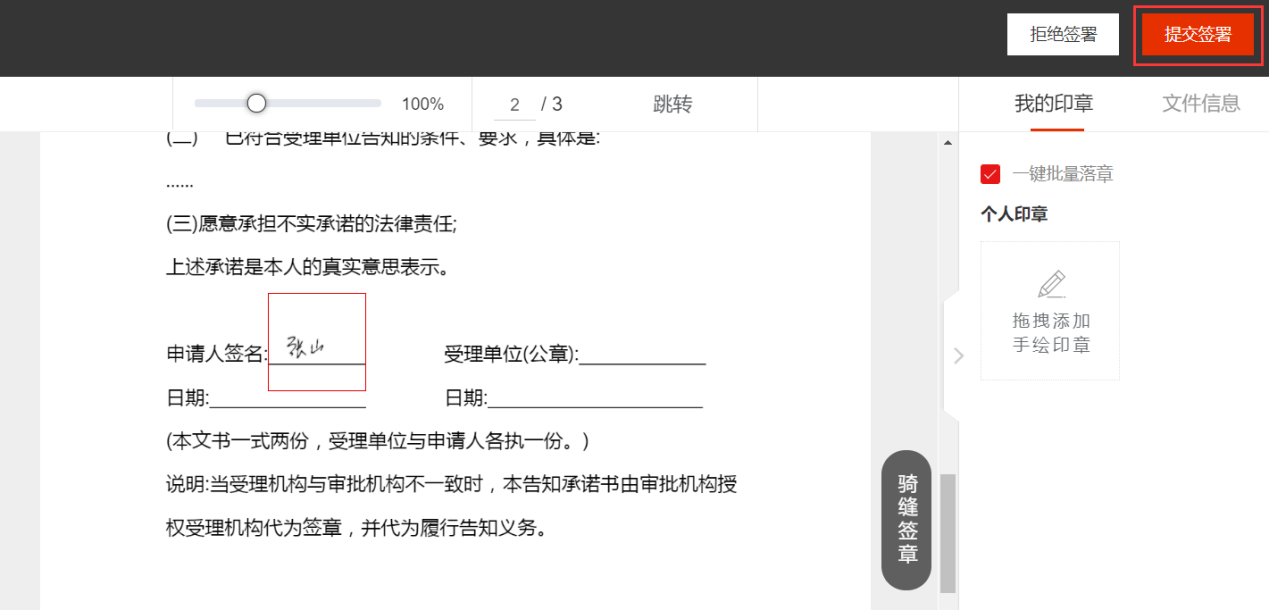 拒绝签署 提交签署
100% 2 / 3 跳转 我的印章 文件信息
(二) 已符合受理单位告知的条件、要求，具体是:
......
(三)愿意承担不实承诺的法律责任;
上述承诺是本人的真实意思表示。
申请人签名: 张山 受理单位(公章):
日期: 日期:
(本文书一式两份，受理单位与申请人各执一份。)
说明:当受理机构与审批机构不一致时，本告知承诺书由审批机构授
权受理机构代为签章，并代为履行告知义务。
骑缝签章
一键批量落章
个人印章
拖拽添加
手绘印章